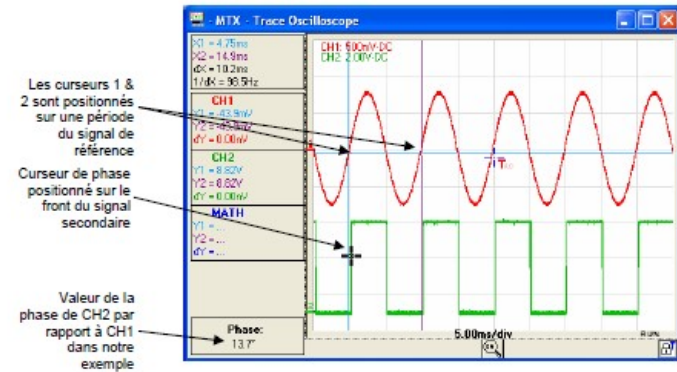 - MTX - Trace Oscilloscope
X1 = 4.75ms
X2 = 14.9ms
dX = 10.2ms
1/dX = 98.5Hz
CH1: 500mV-DC
CH2: 2.00V-DC
Les curseurs 1 &
2 sont positionnés
sur une période
du signal de
référence
CH1
Y1 = -43.9mV
dY = 0.00mV
Curseur de phase
positionné sur le
front du signal
secondaire
CH2
Y1 = 8.82V
Y2 = 8.82V
dY = 0.00mV
MATH
Y1 = ...
Y2 = ...
dY = ...
Valeur de la
phase de CH2 par
rapport à CH1
dans notre
exemple
Phase:
13.7°
5.00ms/div